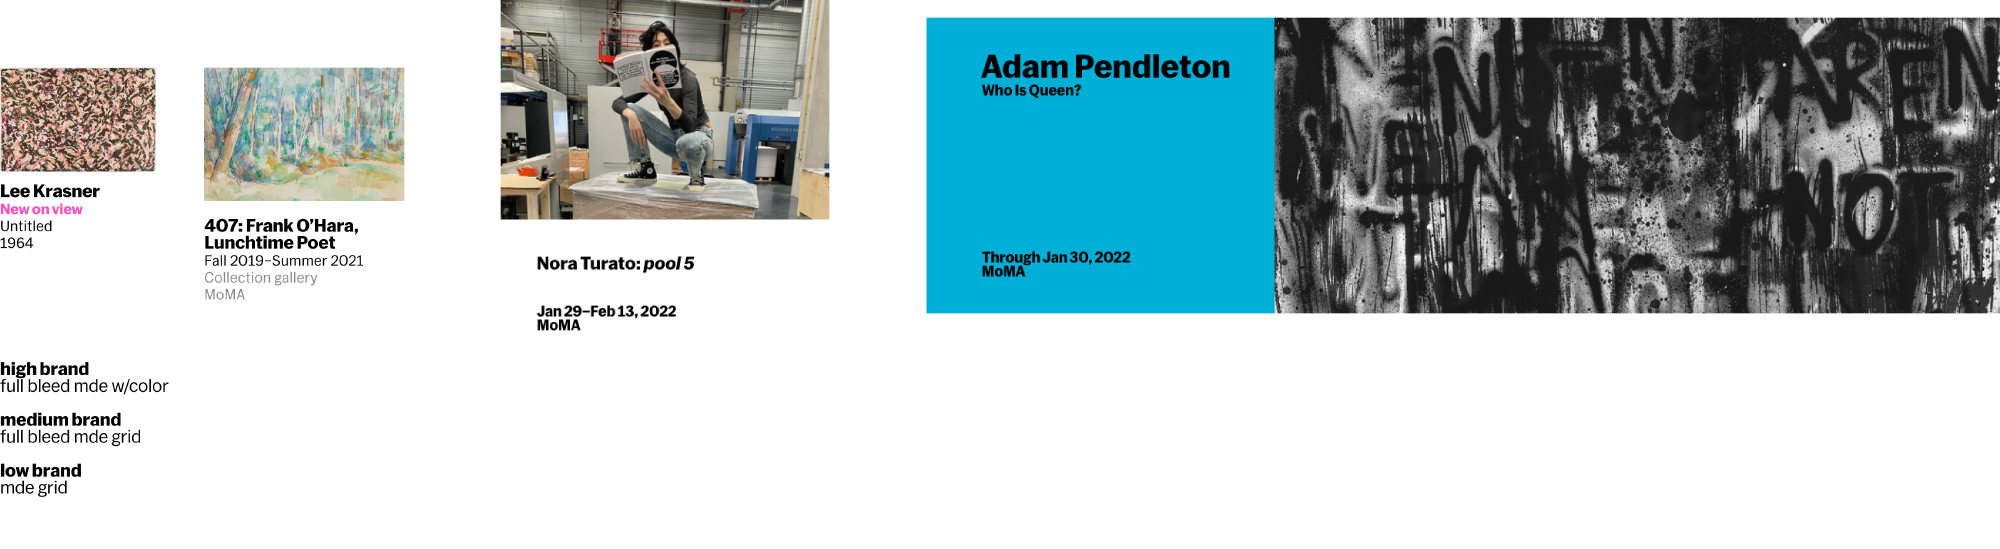 Lee Krasner
New on view
Untitled
1964
407: Frank O’Hara,
Lunchtime Poet
Fall 2019–Summer 2021
Collection gallery
MoMA
Nora Turato: pool 5
Jan 29–Feb 13, 2022
MoMA
Adam Pendleton
Who Is Queen?
Through Jan 30, 2022
MoMA
NOT
high brand
full bleed mde w/color
medium brand
full bleed mde grid
low brand
mde grid